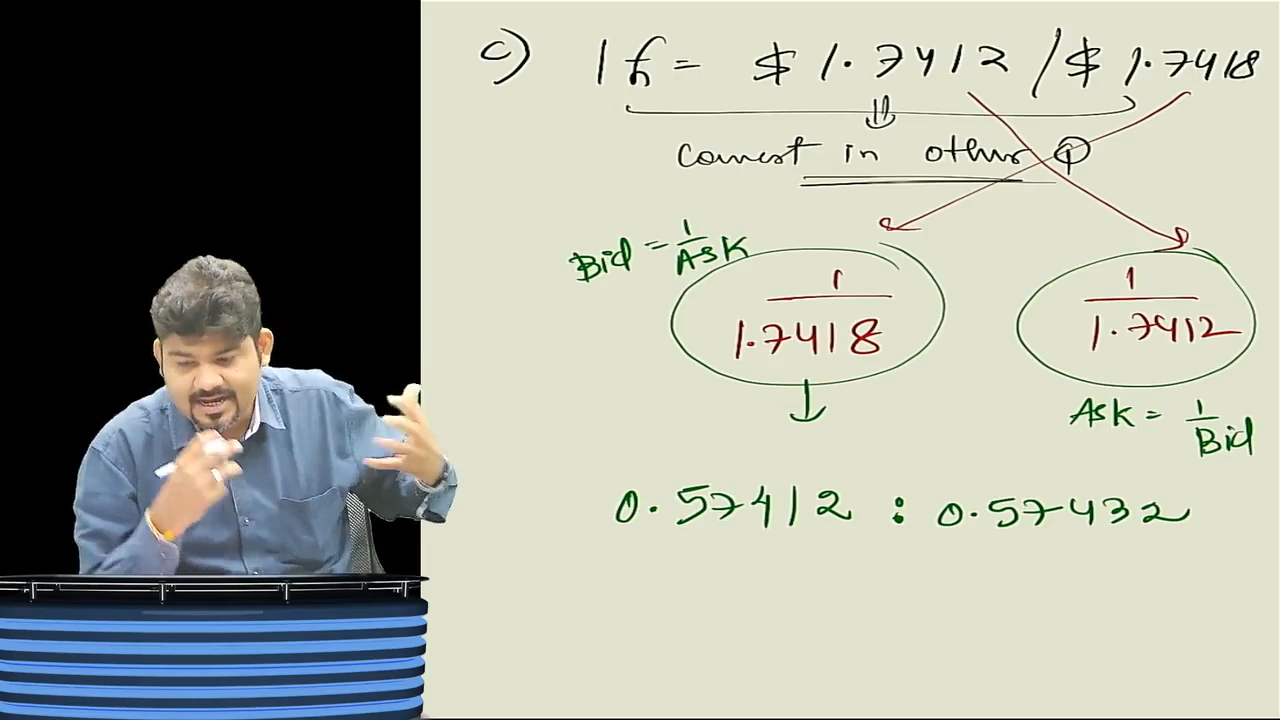 c) 1 £ = $ 1.7412 / $ 1.7418
convert in other
Bid = 1/Ask
1/1.7418
1/1.7412
Ask = 1/Bid
0.57412 : 0.57432